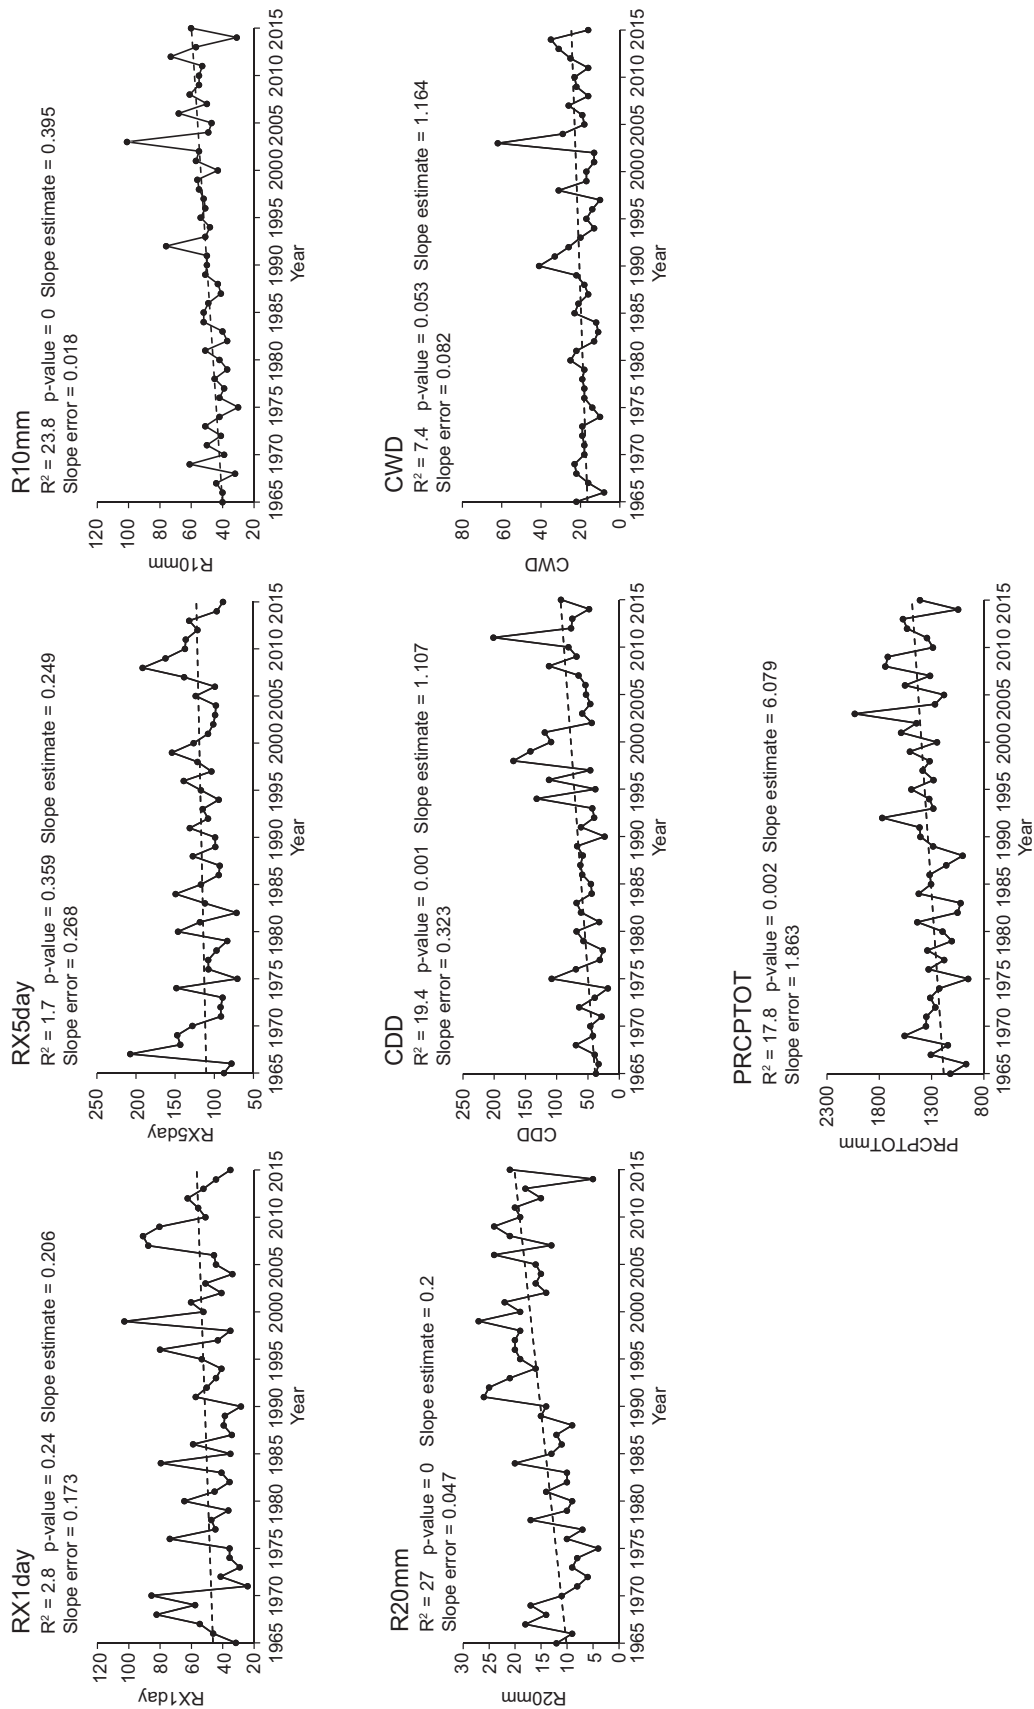 RX1day
R² = 2.8 p-value = 0.24 Slope estimate = 0.206
Slope error = 0.173
120
100
80
60
40
20
RX1day
1965 1970 1975 1980 1985 1990 1995 2000 2005 2010 2015
Year
RX5day
R² = 1.7 p-value = 0.359 Slope estimate = 0.249
Slope error = 0.268
250
200
150
100
50
RX5day
1965 1970 1975 1980 1985 1990 1995 2000 2005 2010 2015
Year
R10mm
R² = 23.8 p-value = 0 Slope estimate = 0.395
Slope error = 0.018
120
100
80
60
40
20
R10mm
1965 1970 1975 1980 1985 1990 1995 2000 2005 2010 2015
Year
R20mm
R² = 27 p-value = 0 Slope estimate = 0.2
Slope error = 0.047
30
25
20
15
10
5
0
R20mm
1965 1970 1975 1980 1985 1990 1995 2000 2005 2010 2015
Year
CDD
R² = 19.4 p-value = 0.001 Slope estimate = 1.107
Slope error = 0.323
250
200
150
100
50
0
CDD
1965 1970 1975 1980 1985 1990 1995 2000 2005 2010 2015
Year
CWD
R² = 7.4 p-value = 0.053 Slope estimate = 1.164
Slope error = 0.082
80
60
40
20
0
CWD
1965 1970 1975 1980 1985 1990 1995 2000 2005 2010 2015
Year
PRCPTOT
R² = 17.8 p-value = 0.002 Slope estimate = 6.079
Slope error = 1.863
2300
1800
1300
800
PRCPTOTmm
1965 1970 1975 1980 1985 1990 1995 2000 2005 2010 2015
Year